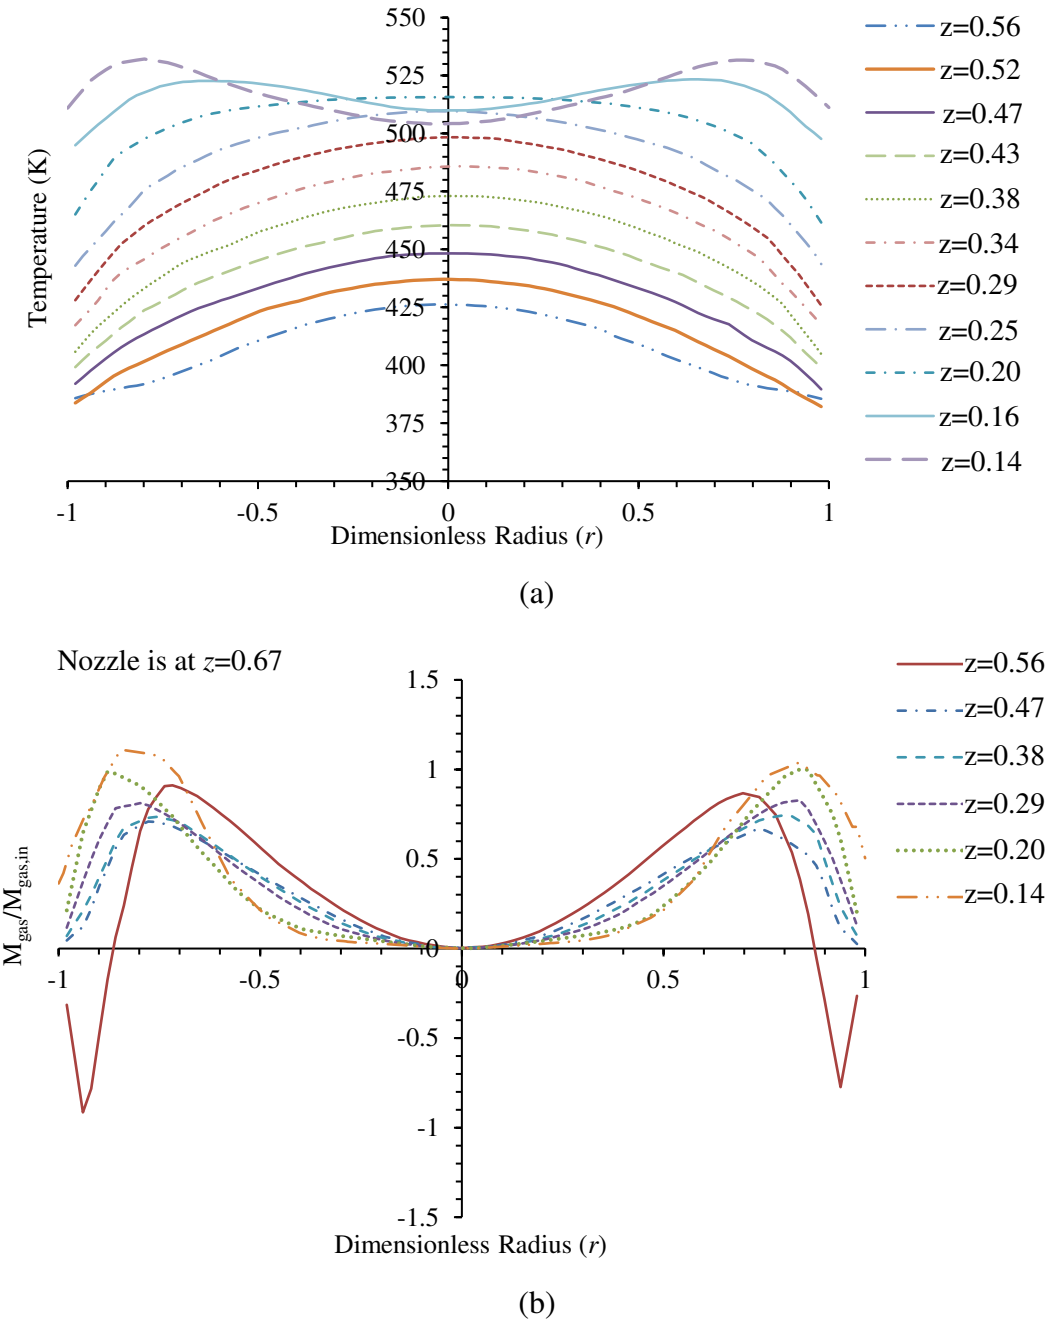 550
525
500
475
450
425
400
375
350
Temperature (K)
-1
-0.5
0
0.5
1
Dimensionless Radius (r)
z=0.56
z=0.52
z=0.47
z=0.43
z=0.38
z=0.34
z=0.29
z=0.25
z=0.20
z=0.16
z=0.14
(a)
Nozzle is at z=0.67
1.5
1
0.5
0
-0.5
-1
-1.5
Mgas/Mgas,in
-1
-0.5
0
0.5
1
Dimensionless Radius (r)
z=0.56
z=0.47
z=0.38
z=0.29
z=0.20
z=0.14
(b)